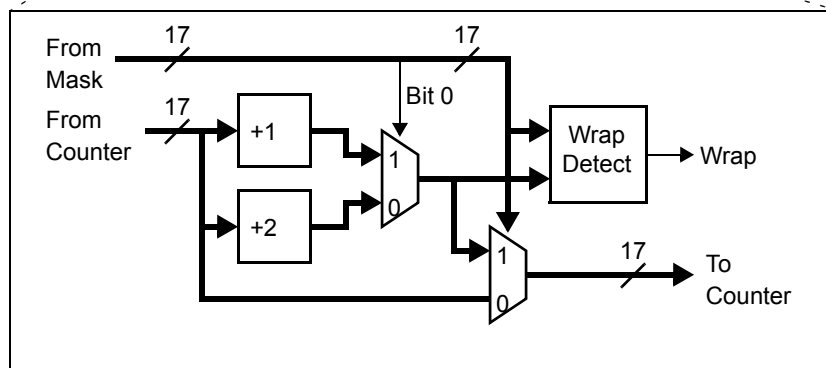 From
Mask
17
17
Bit 0
From
Counter
17
+1
+2
1
0
Wrap
Detect
Wrap
1
0
17
To
Counter